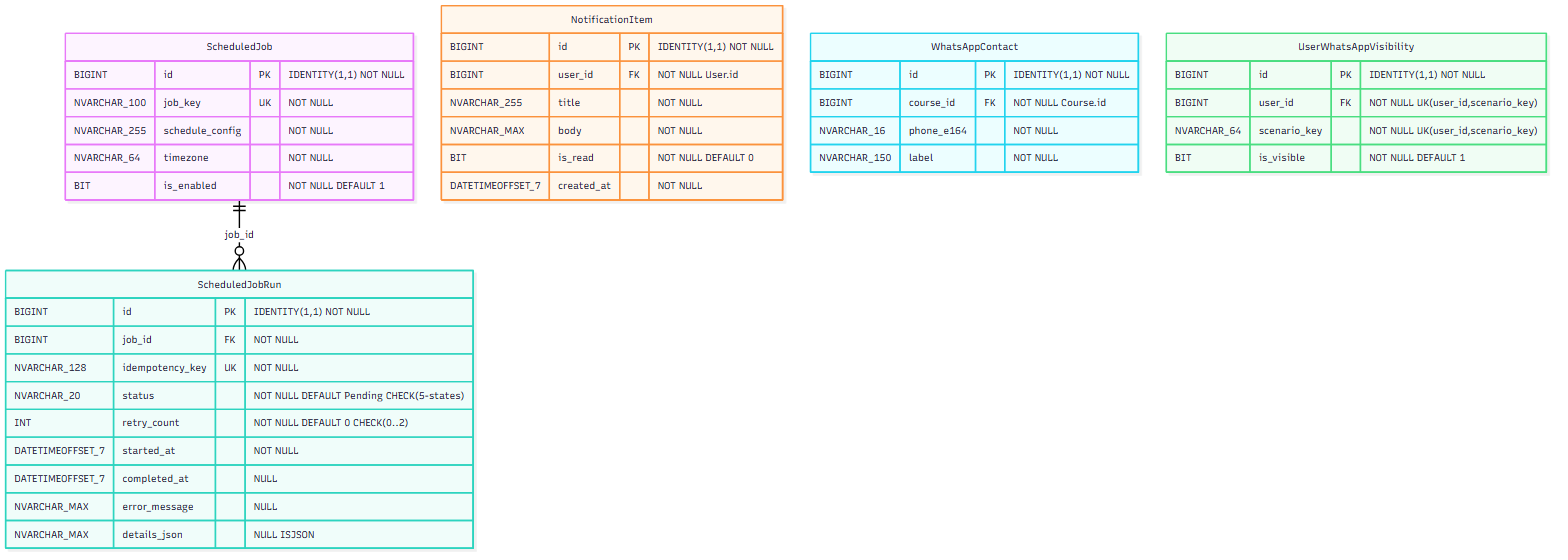 ScheduledJob
BIGINT id PK IDENTITY(1,1) NOT NULL
NVARCHAR_100 job_key UK NOT NULL
NVARCHAR_255 schedule_config NOT NULL
NVARCHAR_64 timezone NOT NULL
BIT is_enabled NOT NULL DEFAULT 1
NotificationItem
BIGINT id PK IDENTITY(1,1) NOT NULL
BIGINT user_id FK NOT NULL User.id
NVARCHAR_255 title NOT NULL
NVARCHAR_MAX body NOT NULL
BIT is_read NOT NULL DEFAULT 0
DATETIMEOFFSET_7 created_at NOT NULL
WhatsAppContact
BIGINT id PK IDENTITY(1,1) NOT NULL
BIGINT course_id FK NOT NULL Course.id
NVARCHAR_16 phone_e164 NOT NULL
NVARCHAR_150 label NOT NULL
UserWhatsAppVisibility
BIGINT id PK IDENTITY(1,1) NOT NULL
BIGINT user_id FK NOT NULL UK(user_id,scenario_key)
NVARCHAR_64 scenario_key NOT NULL UK(user_id,scenario_key)
BIT is_visible NOT NULL DEFAULT 1
job_id
ScheduledJobRun
BIGINT id PK IDENTITY(1,1) NOT NULL
BIGINT job_id FK NOT NULL
NVARCHAR_128 idempotency_key UK NOT NULL
NVARCHAR_20 status NOT NULL DEFAULT Pending CHECK(5-states)
INT retry_count NOT NULL DEFAULT 0 CHECK(0..2)
DATETIMEOFFSET_7 started_at NOT NULL
DATETIMEOFFSET_7 completed_at NULL
NVARCHAR_MAX error_message NULL
NVARCHAR_MAX details_json NULL ISJSON